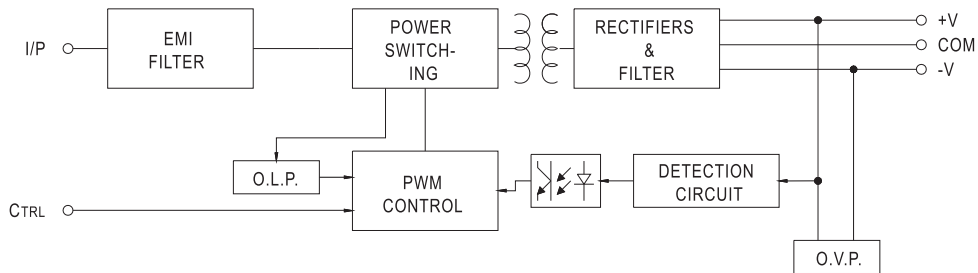 I/P
EMI
FILTER
POWER
SWITCH-
ING
RECTIFIERS
&
FILTER
+V
COM
-V
O.L.P.
PWM
CONTROL
DETECTION
CIRCUIT
CTRL
O.V.P.